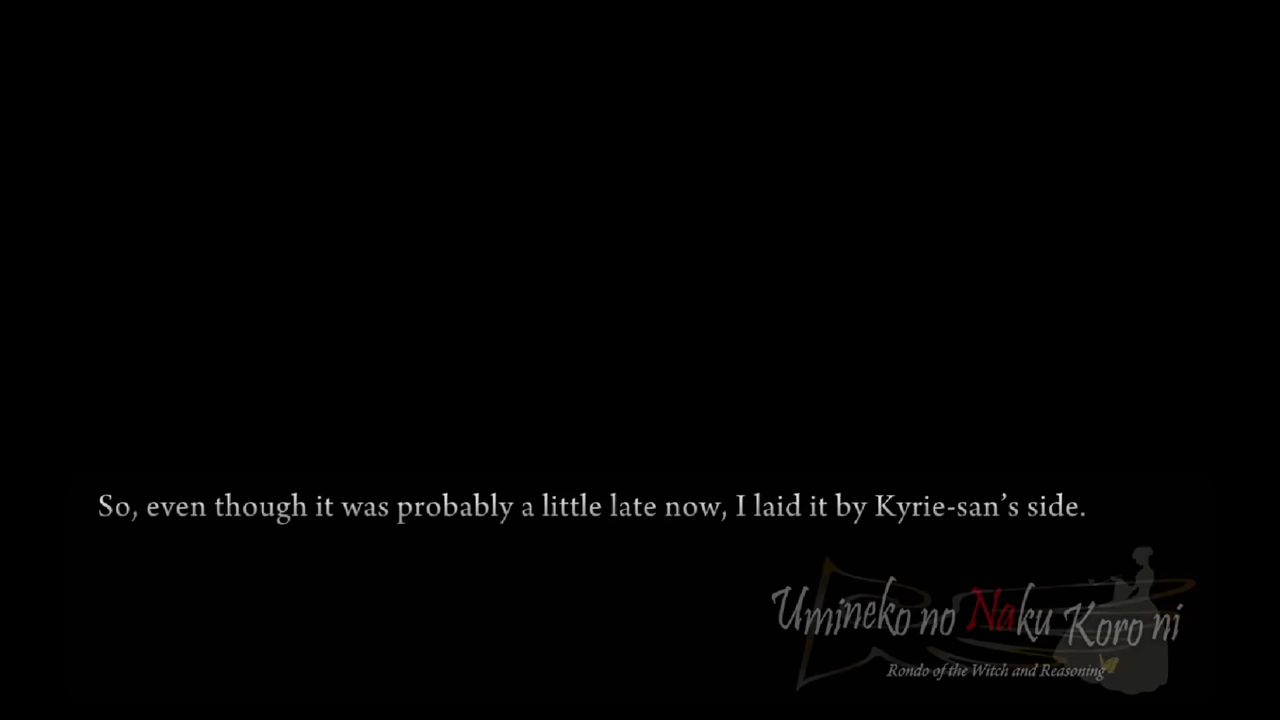 So, even though it was probably a little late now, I laid it by Kyrie-san’s side.
Umineko no Naku Koro ni
Rondo of the Witch and Reasoning